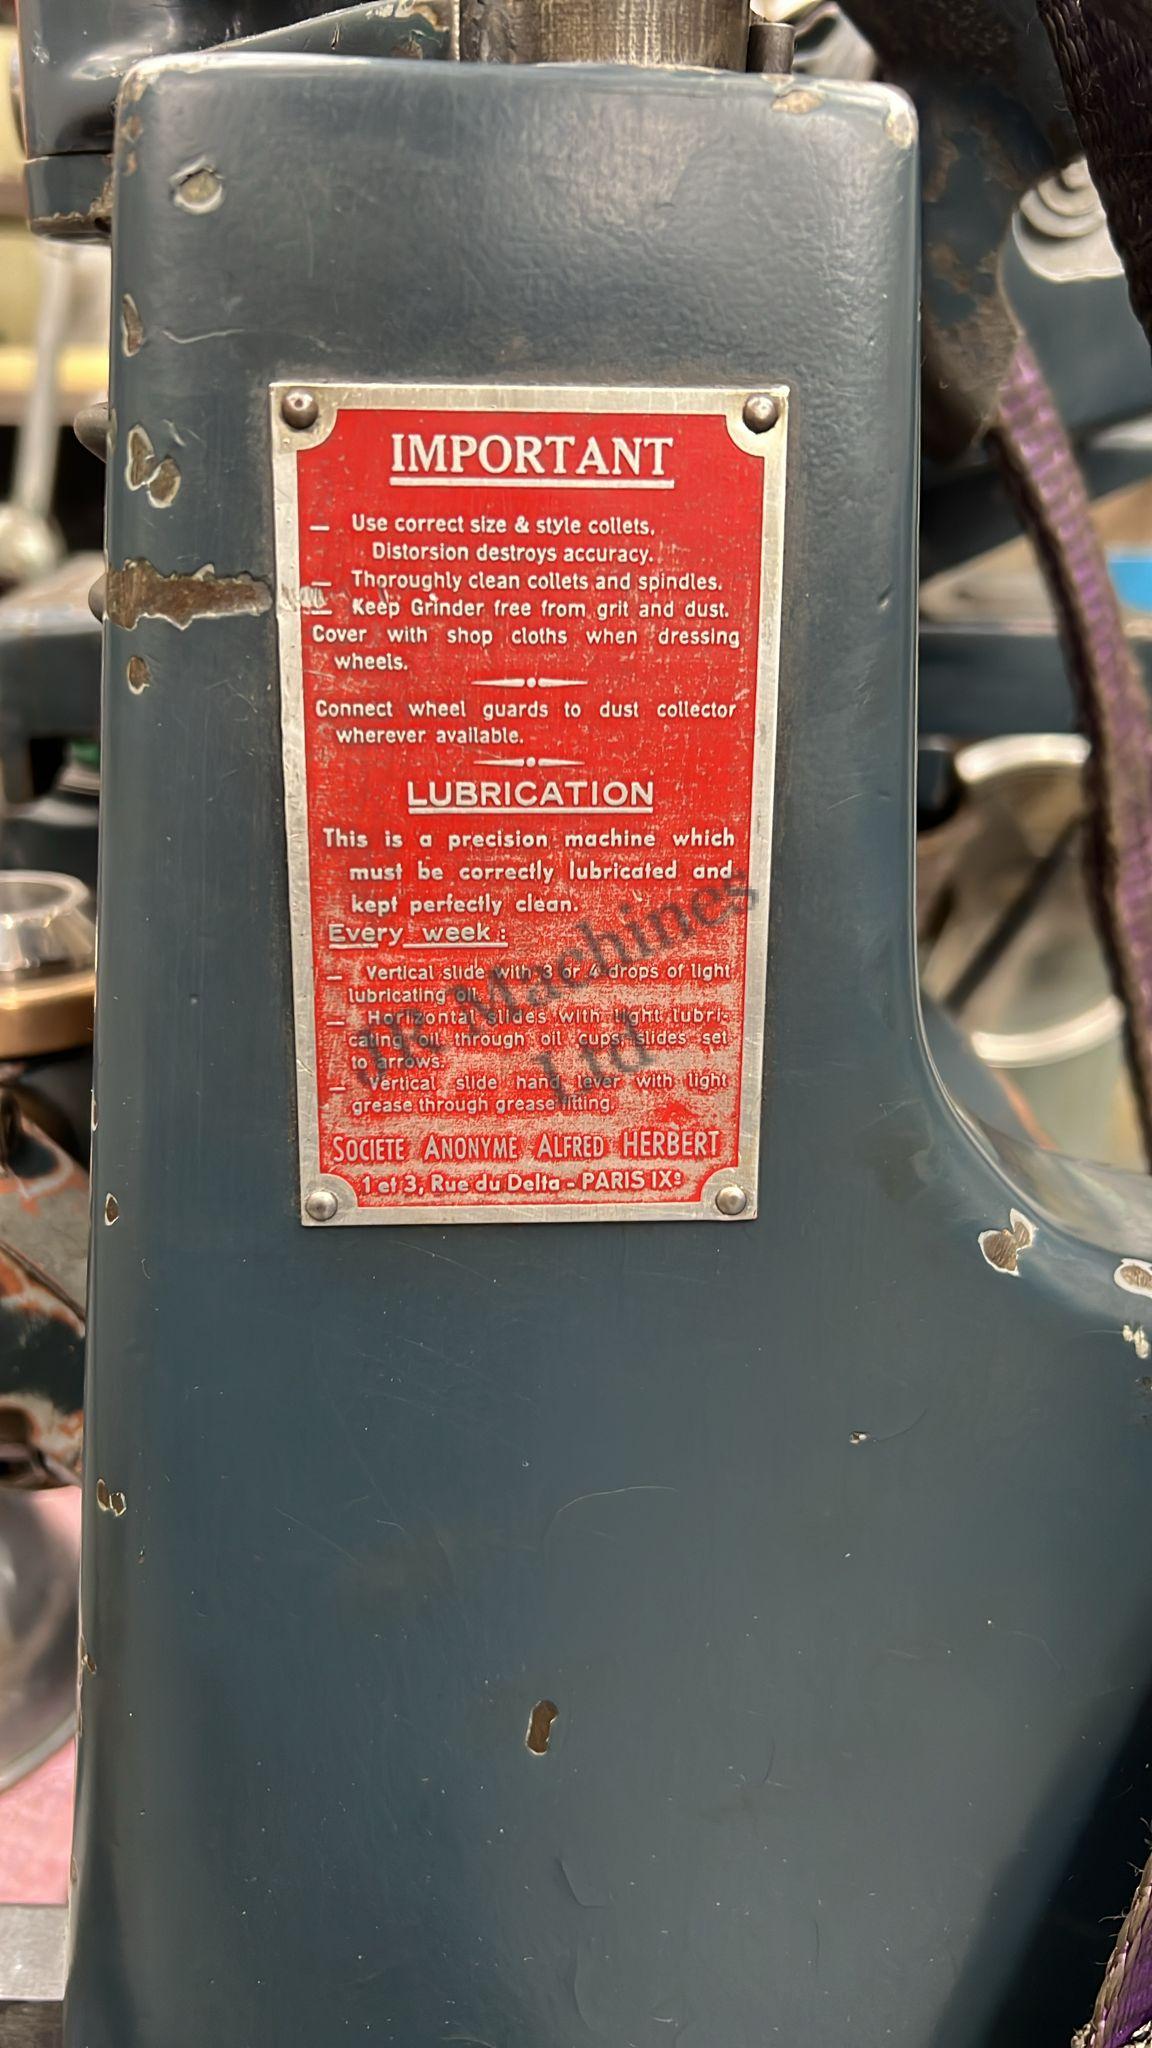 IMPORTANT
— Use correct size & style collets,
Distorsion destroys accuracy.
— Thoroughly clean collets and spindles.
— Keep Grinder free from grit and dust.
Cover with shop cloths when dressing
wheels.
Connect wheel guards to dust collector
wherever available.
LUBRICATION
This is a precision machine which
must be correctly lubricated and
kept perfectly clean.
Every week :
— Vertical slide with 3 or 4 drops of light
lubricating oil.
— Horizontal slides with light lubri-
cating oil through oil cups, slides set
to arrows.
— Vertical slide hand lever with light
grease through grease fitting.
SOCIETE ANONYME ALFRED HERBERT
1 et 3, Rue du Delta - PARIS IXe
Machines
Ltd